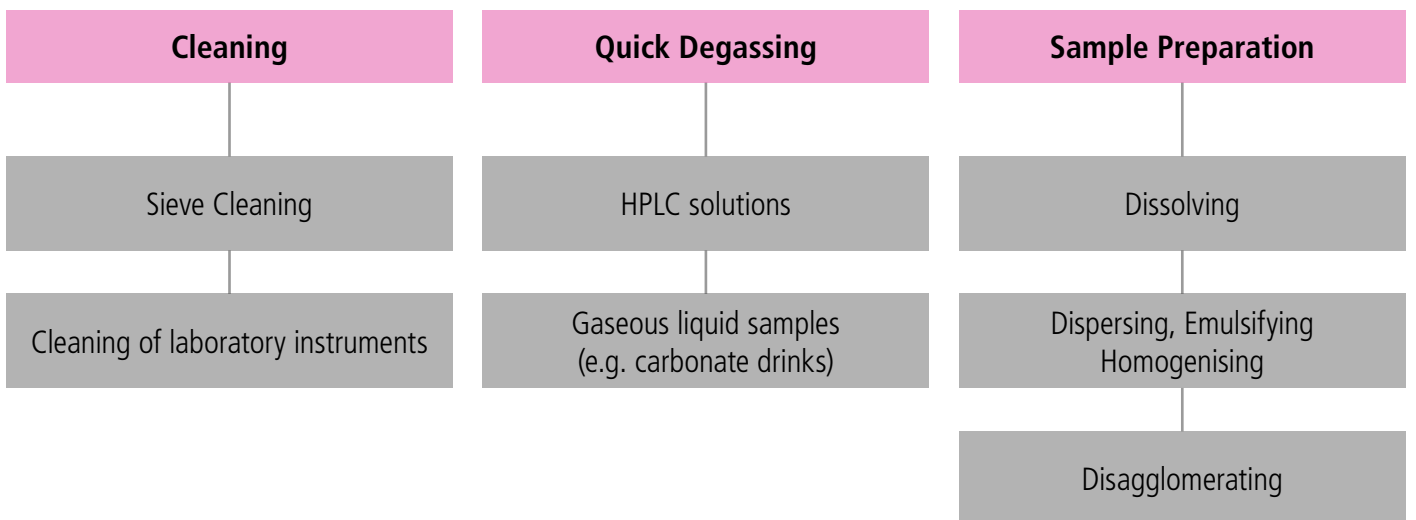 Cleaning
Sieve Cleaning
Cleaning of laboratory instruments
Quick Degassing
HPLC solutions
Gaseous liquid samples
(e.g. carbonate drinks)
Sample Preparation
Dissolving
Dispersing, Emulsifying
Homogenising
Disagglomerating